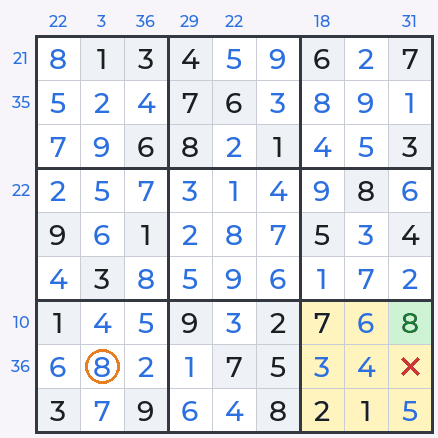 22 3 36 29 22 18 31
21 8 1 3 4 5 9 6 2 7
35 5 2 4 7 6 3 8 9 1
7 9 6 8 2 1 4 5 3
22 2 5 7 3 1 4 9 8 6
9 6 1 2 8 7 5 3 4
4 3 8 5 9 6 1 7 2
10 1 4 5 9 3 2 7 6 8
36 6 8 2 1 7 5 3 4
3 7 9 6 4 8 2 1 5